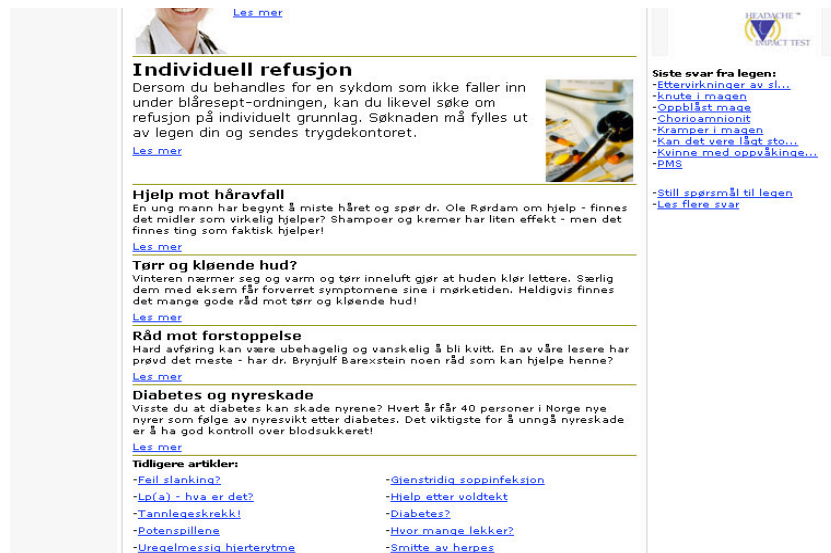 Les mer
Individuell refusjon
Dersom du behandles for en sykdom som ikke faller inn
under blåresept-ordningen, kan du likevel søke om
refusjon på individuelt grunnlag. Søknaden må fylles ut
av legen din og sendes trygdekontoret.
Les mer
Hjelp mot håravfall
En ung mann har begynt å miste håret og spør dr. Ole Rørdam om hjelp - finnes
det midler som virkelig hjelper? Shampoer og kremer har liten effekt - men det
finnes ting som faktisk hjelper!
Les mer
Tørr og kløende hud?
Vinteren nærmer seg og varm og tørr inneluft gjør at huden klør lettere. Særlig
dem med eksem får forverret symptomene sine i mørketiden. Heldigvis finnes
det mange gode råd mot tørr og kløende hud!
Les mer
Råd mot forstoppelse
Hard avføring kan være ubehagelig og vanskelig å bli kvitt. En av våre lesere har
prøvd det meste - har dr. Brynjulf Barexstein noen råd som kan hjelpe henne?
Les mer
Diabetes og nyreskade
Visste du at diabetes kan skade nyrene? Hvert år får 40 personer i Norge nye
nyrer som følge av nyresvikt etter diabetes. Det viktigste for å unngå nyreskade
er å ha god kontroll over blodsukkeret!
Les mer
Tidligere artikler:
-Feil slanking?
-Lp(a) - hva er det?
-Tannlegeskrekk!
-Potenspillene
-Uregelmessig hjerterytme
-Gjenstridig soppinfeksjon
-Hjelp etter voldtekt
-Diabetes?
-Hvor mange lekker?
-Smitte av herpes
HEADACHE ™
IMPACT TEST
Siste svar fra legen:
-Ettervirkninger av sl...
-knute i magen
-Oppblåst mage
-Chorioamnionit
-Kramper i magen
-Kan det vere lågt sto...
-Kvinne med oppvåkinge...
-PMS
-Still spørsmål til legen
-Les flere svar